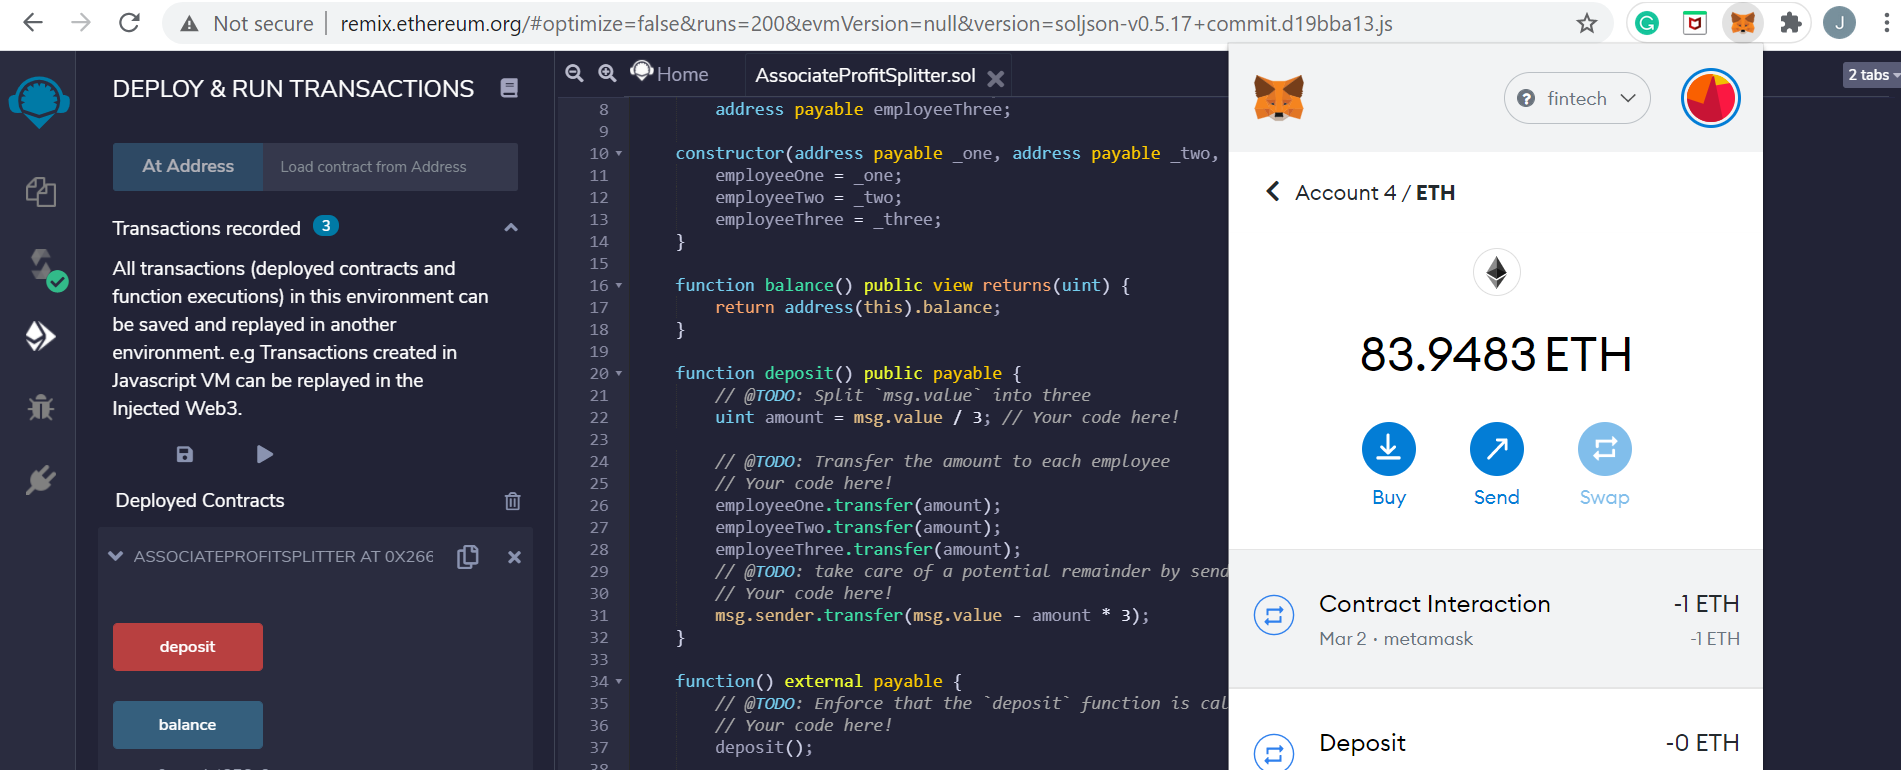 Not secure | remix.ethereum.org/#optimize=false&runs=200&evmVersion=null&version=soljson-v0.5.17+commit.d19bba13.js
J
DEPLOY & RUN TRANSACTIONS
At Address
Load contract from Address
Transactions recorded 3
All transactions (deployed contracts and
function executions) in this environment can
be saved and replayed in another
environment. e.g Transactions created in
Javascript VM can be replayed in the
Injected Web3.
Deployed Contracts
ASSOCIATEPROFITSPLITTER AT 0X266
deposit
balance
Home
AssociateProfitSplitter.sol
2 tabs
8 address payable employeeThree;
9
10 constructor(address payable _one, address payable _two,
11 employeeOne = _one;
12 employeeTwo = _two;
13 employeeThree = _three;
14 }
15
16 function balance() public view returns(uint) {
17 return address(this).balance;
18 }
19
20 function deposit() public payable {
21 // @TODO: Split `msg.value` into three
22 uint amount = msg.value / 3; // Your code here!
23
24 // @TODO: Transfer the amount to each employee
25 // Your code here!
26 employeeOne.transfer(amount);
27 employeeTwo.transfer(amount);
28 employeeThree.transfer(amount);
29 // @TODO: take care of a potential remainder by send
30 // Your code here!
31 msg.sender.transfer(msg.value - amount * 3);
32 }
33
34 function() external payable {
35 // @TODO: Enforce that the `deposit` function is cal
36 // Your code here!
37 deposit();
38
fintech
Account 4 / ETH
83.9483 ETH
Buy
Send
Swap
Contract Interaction
-1 ETH
Mar 2 · metamask
-1 ETH
Deposit
-0 ETH